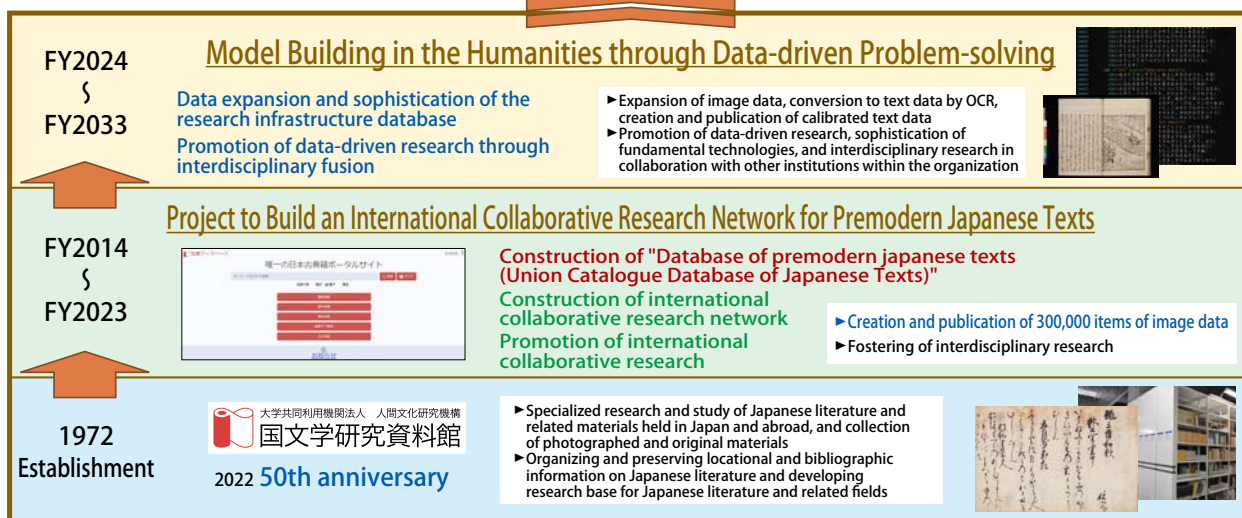 FY2024
〜
FY2033
Model Building in the Humanities through Data-driven Problem-solving
Data expansion and sophistication of the
research infrastructure database
Promotion of data-driven research through
interdisciplinary fusion
►Expansion of image data, conversion to text data by OCR,
creation and publication of calibrated text data
►Promotion of data-driven research, sophistication of
fundamental technologies, and interdisciplinary research in
collaboration with other institutions within the organization
FY2014
〜
FY2023
Project to Build an International Collaborative Research Network for Premodern Japanese Texts
唯一の日本古典籍ポータルサイト
お知らせ
Construction of "Database of premodern japanese texts
(Union Catalogue Database of Japanese Texts)"
Construction of international
collaborative research network
Promotion of international
collaborative research
►Creation and publication of 300,000 items of image data
►Fostering of interdisciplinary research
1972
Establishment
大学共同利用機関法人 人間文化研究機構
国文学研究資料館
2022 50th anniversary
►Specialized research and study of Japanese literature and
related materials held in Japan and abroad, and collection
of photographed and original materials
►Organizing and preserving locational and bibliographic
information on Japanese literature and developing
research base for Japanese literature and related fields